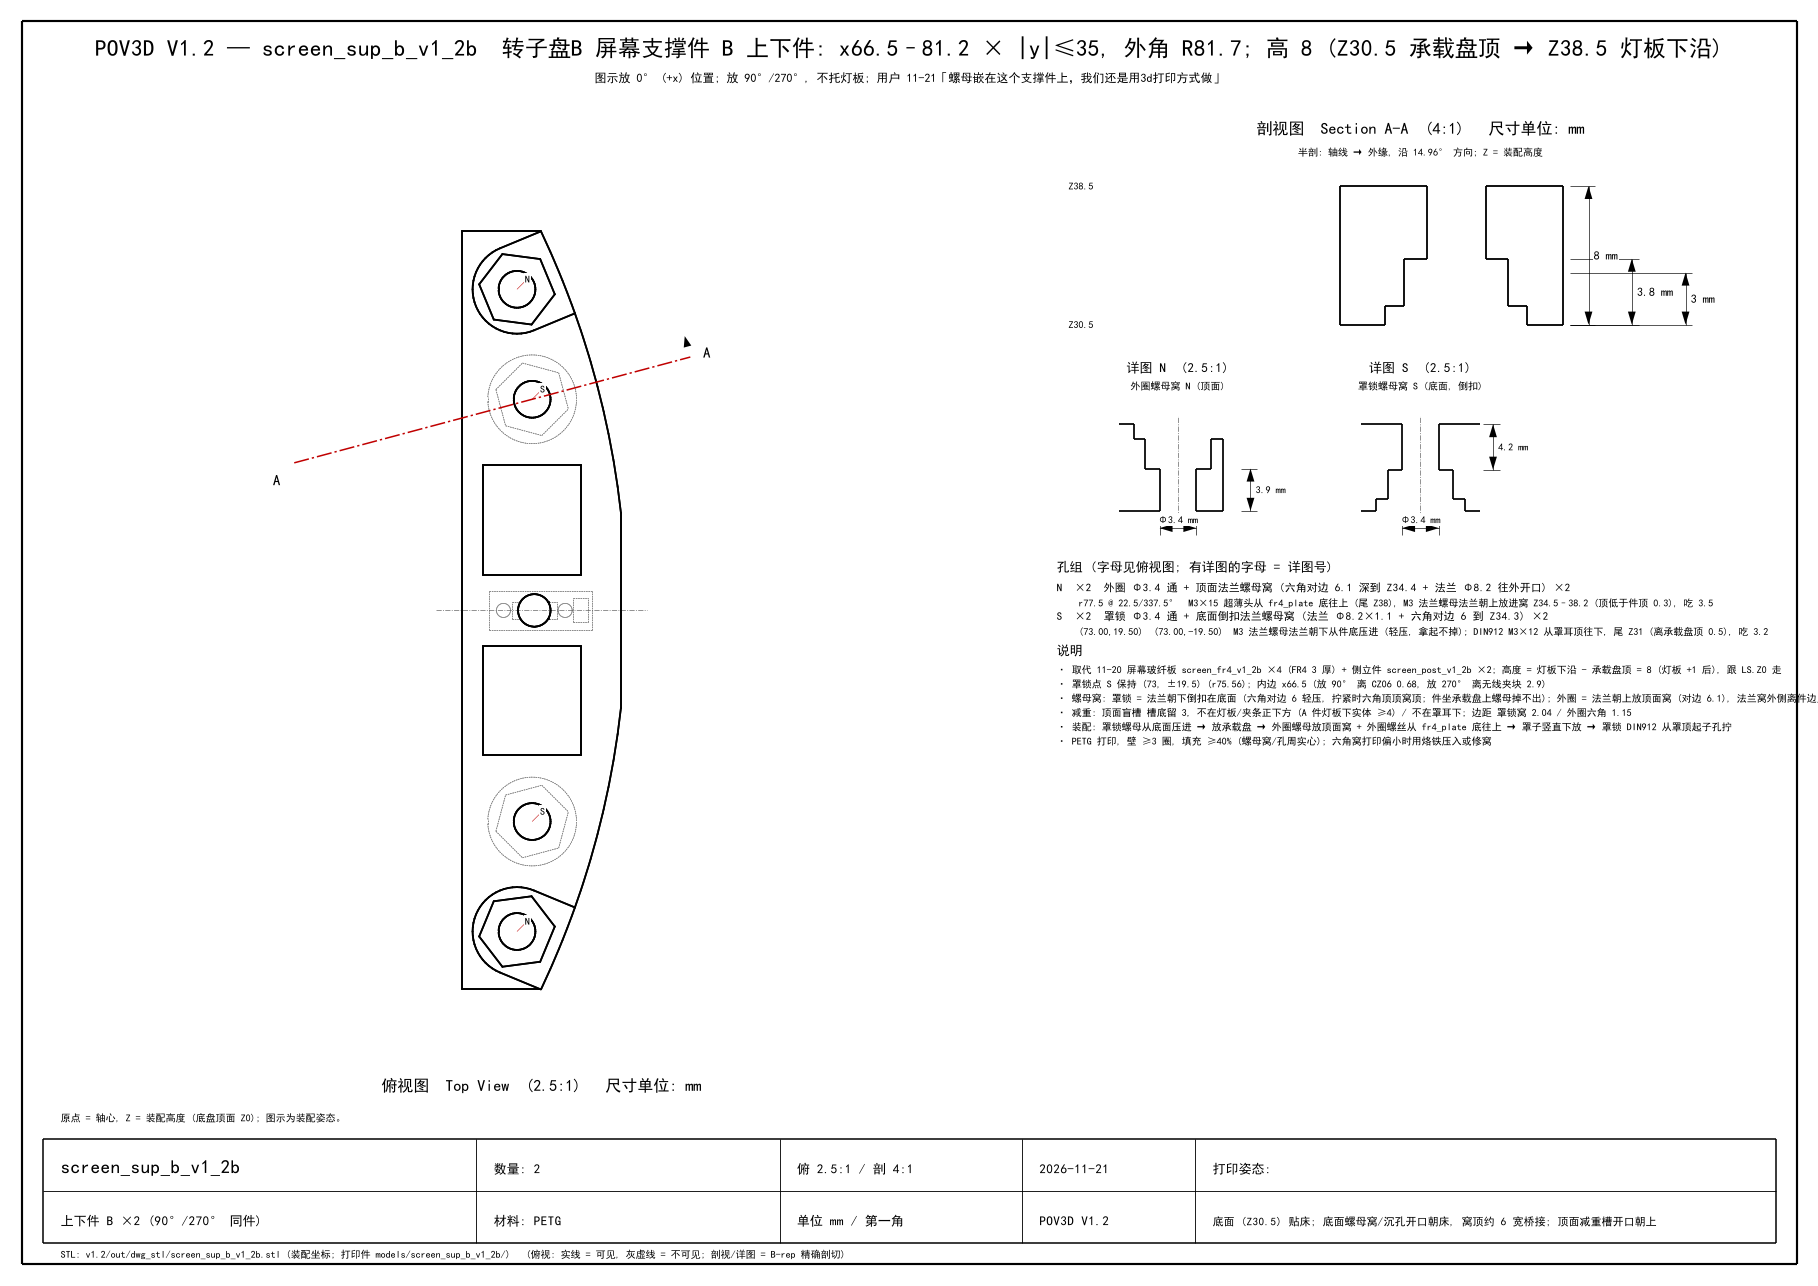 POV3D V1.2 — screen_sup_b_v1_2b  转子盘B 屏幕支撑件 B 上下件: x66.5–81.2 × |y|≤35, 外角 R81.7; 高 8 (Z30.5 承载盘顶 → Z38.5 灯板下沿)
图示放 0° (+x) 位置; 放 90°/270°, 不托灯板; 用户 11-21「螺母嵌在这个支撑件上，我们还是用3d打印方式做」
剖视图  Section A-A  (4:1)   尺寸单位: mm
半剖: 轴线 → 外缘, 沿 14.96° 方向; Z = 装配高度
Z38.5
Z30.5
8 mm
3.8 mm
3 mm
N
S
A
A
S
N
详图 N  (2.5:1)
外圈螺母窝 N (顶面)
3.9 mm
Φ3.4 mm
详图 S  (2.5:1)
罩锁螺母窝 S (底面, 倒扣)
4.2 mm
Φ3.4 mm
孔组 (字母见俯视图; 有详图的字母 = 详图号)
N  ×2  外圈 Φ3.4 通 + 顶面法兰螺母窝 (六角对边 6.1 深到 Z34.4 + 法兰 Φ8.2 往外开口) ×2
r77.5 @ 22.5/337.5°  M3×15 超薄头从 fr4_plate 底往上 (尾 Z38), M3 法兰螺母法兰朝上放进窝 Z34.5–38.2 (顶低于件顶 0.3), 吃 3.5
S  ×2  罩锁 Φ3.4 通 + 底面倒扣法兰螺母窝 (法兰 Φ8.2×1.1 + 六角对边 6 到 Z34.3) ×2
(73.00,19.50) (73.00,-19.50)  M3 法兰螺母法兰朝下从件底压进 (轻压, 拿起不掉); DIN912 M3×12 从罩耳顶往下, 尾 Z31 (离承载盘顶 0.5), 吃 3.2
说明
· 取代 11-20 屏幕玻纤板 screen_fr4_v1_2b ×4 (FR4 3 厚) + 侧立件 screen_post_v1_2b ×2; 高度 = 灯板下沿 − 承载盘顶 = 8 (灯板 +1 后), 跟 LS.Z0 走
· 罩锁点 S 保持 (73, ±19.5) (r75.56); 内边 x66.5 (放 90° 离 CZ06 0.68, 放 270° 离无线夹块 2.9)
· 螺母窝: 罩锁 = 法兰朝下倒扣在底面 (六角对边 6 轻压, 拧紧时六角顶顶窝顶; 件坐承载盘上螺母掉不出); 外圈 = 法兰朝上放顶面窝 (对边 6.1), 法兰窝外侧离件边
· 减重: 顶面盲槽 槽底留 3, 不在灯板/夹条正下方 (A 件灯板下实体 ≥4) / 不在罩耳下; 边距 罩锁窝 2.04 / 外圈六角 1.15
· 装配: 罩锁螺母从底面压进 → 放承载盘 → 外圈螺母放顶面窝 + 外圈螺丝从 fr4_plate 底往上 → 罩子竖直下放 → 罩锁 DIN912 从罩顶起子孔拧
· PETG 打印, 壁 ≥3 圈, 填充 ≥40% (螺母窝/孔周实心); 六角窝打印偏小时用烙铁压入或修窝
俯视图  Top View  (2.5:1)   尺寸单位: mm
原点 = 轴心, Z = 装配高度 (底盘顶面 Z0); 图示为装配姿态。
screen_sup_b_v1_2b
数量: 2
俯 2.5:1 / 剖 4:1
2026-11-21
打印姿态:
上下件 B ×2 (90°/270° 同件)
材料: PETG
单位 mm / 第一角
POV3D V1.2
底面 (Z30.5) 贴床; 底面螺母窝/沉孔开口朝床, 窝顶约 6 宽桥接; 顶面减重槽开口朝上
STL: v1.2/out/dwg_stl/screen_sup_b_v1_2b.stl (装配坐标; 打印件 models/screen_sup_b_v1_2b/)   (俯视: 实线 = 可见, 灰虚线 = 不可见; 剖视/详图 = B-rep 精确剖切)